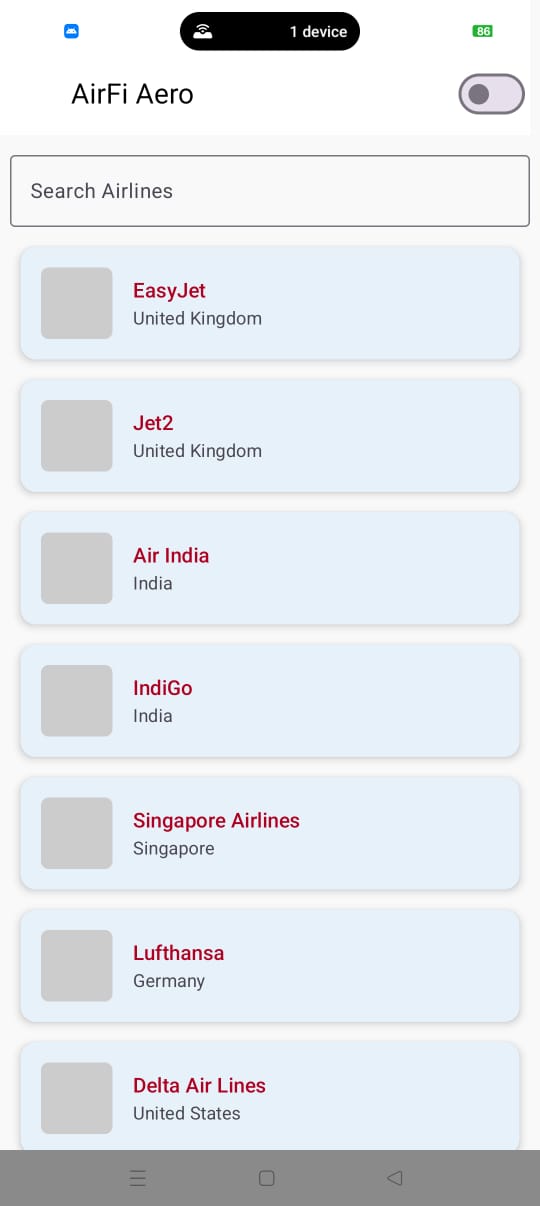 1 device
86
AirFi Aero
Search Airlines
EasyJet
United Kingdom
Jet2
United Kingdom
Air India
India
IndiGo
India
Singapore Airlines
Singapore
Lufthansa
Germany
Delta Air Lines
United States